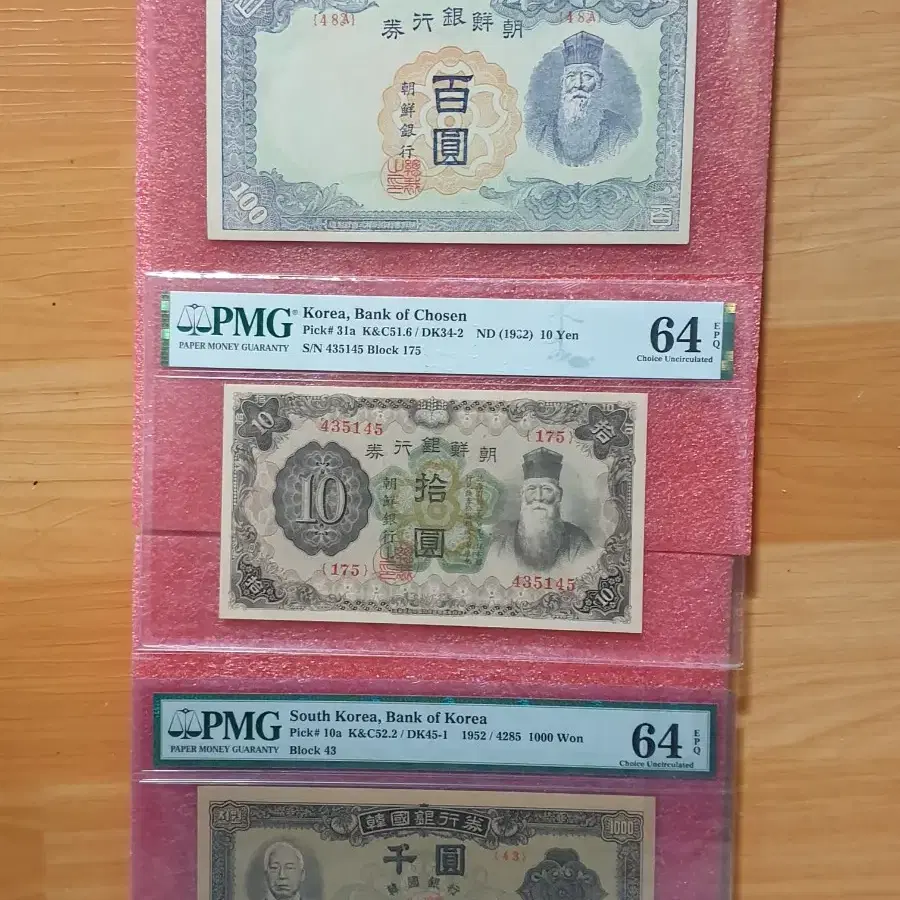 百
{48A}
{48A}
券行銀鮮朝
百圓
朝鮮銀行
100
百
PMG
PAPER MONEY GUARANTY
Korea, Bank of Chosen
Pick# 31a K&C51.6 / DK34-2 ND (1932) 10 Yen
S/N 435145 Block 175
64 EPQ
Choice Uncirculated
10
435145
{175}
拾
券行銀鮮朝
10
朝鮮銀行
拾圓
{175}
435145
拾
10
PMG
PAPER MONEY GUARANTY
South Korea, Bank of Korea
Pick# 10a K&C52.2 / DK45-1 1952 / 4285 1000 Won
Block 43
64 EPQ
Choice Uncirculated
韓國銀行券
1000
千圓
{43}
韓國銀行